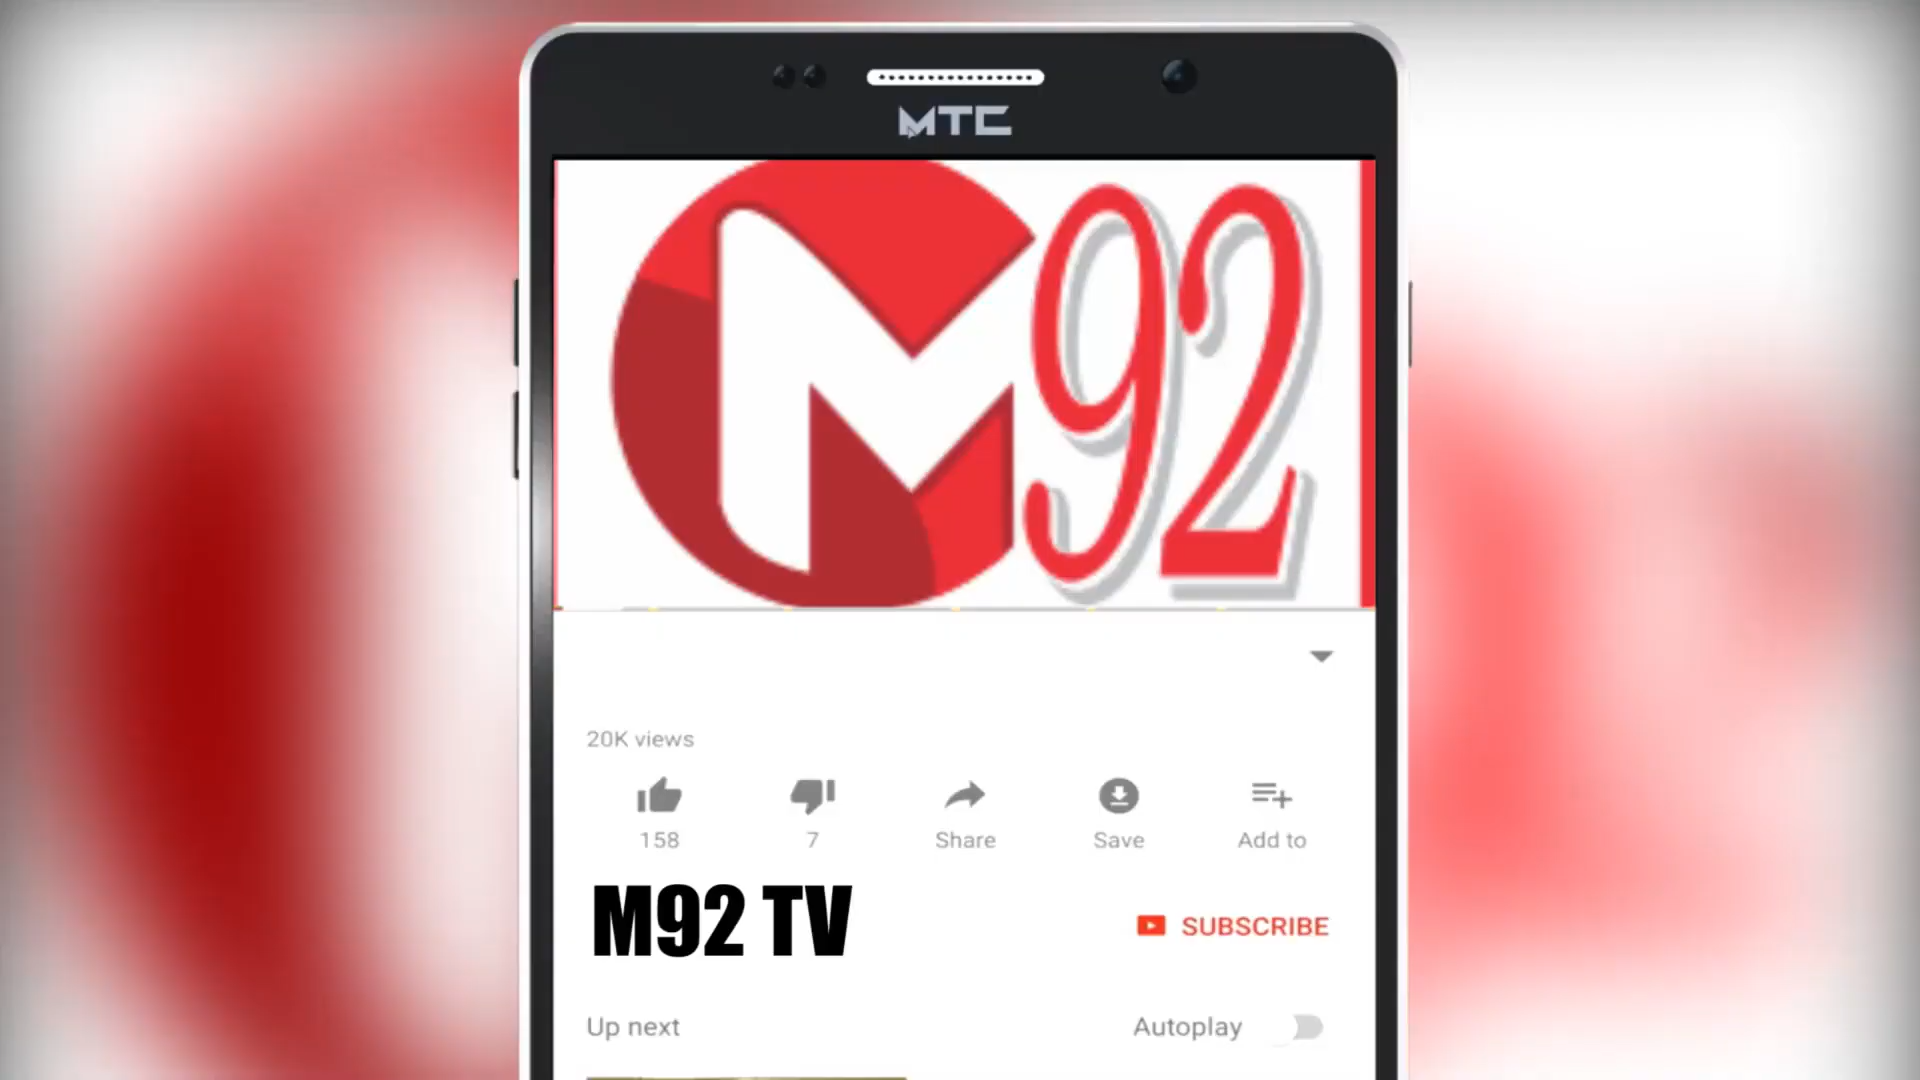 MTC
M92
20K views
158
7
Share
Save
Add to
M92 TV
SUBSCRIBE
Up next
Autoplay